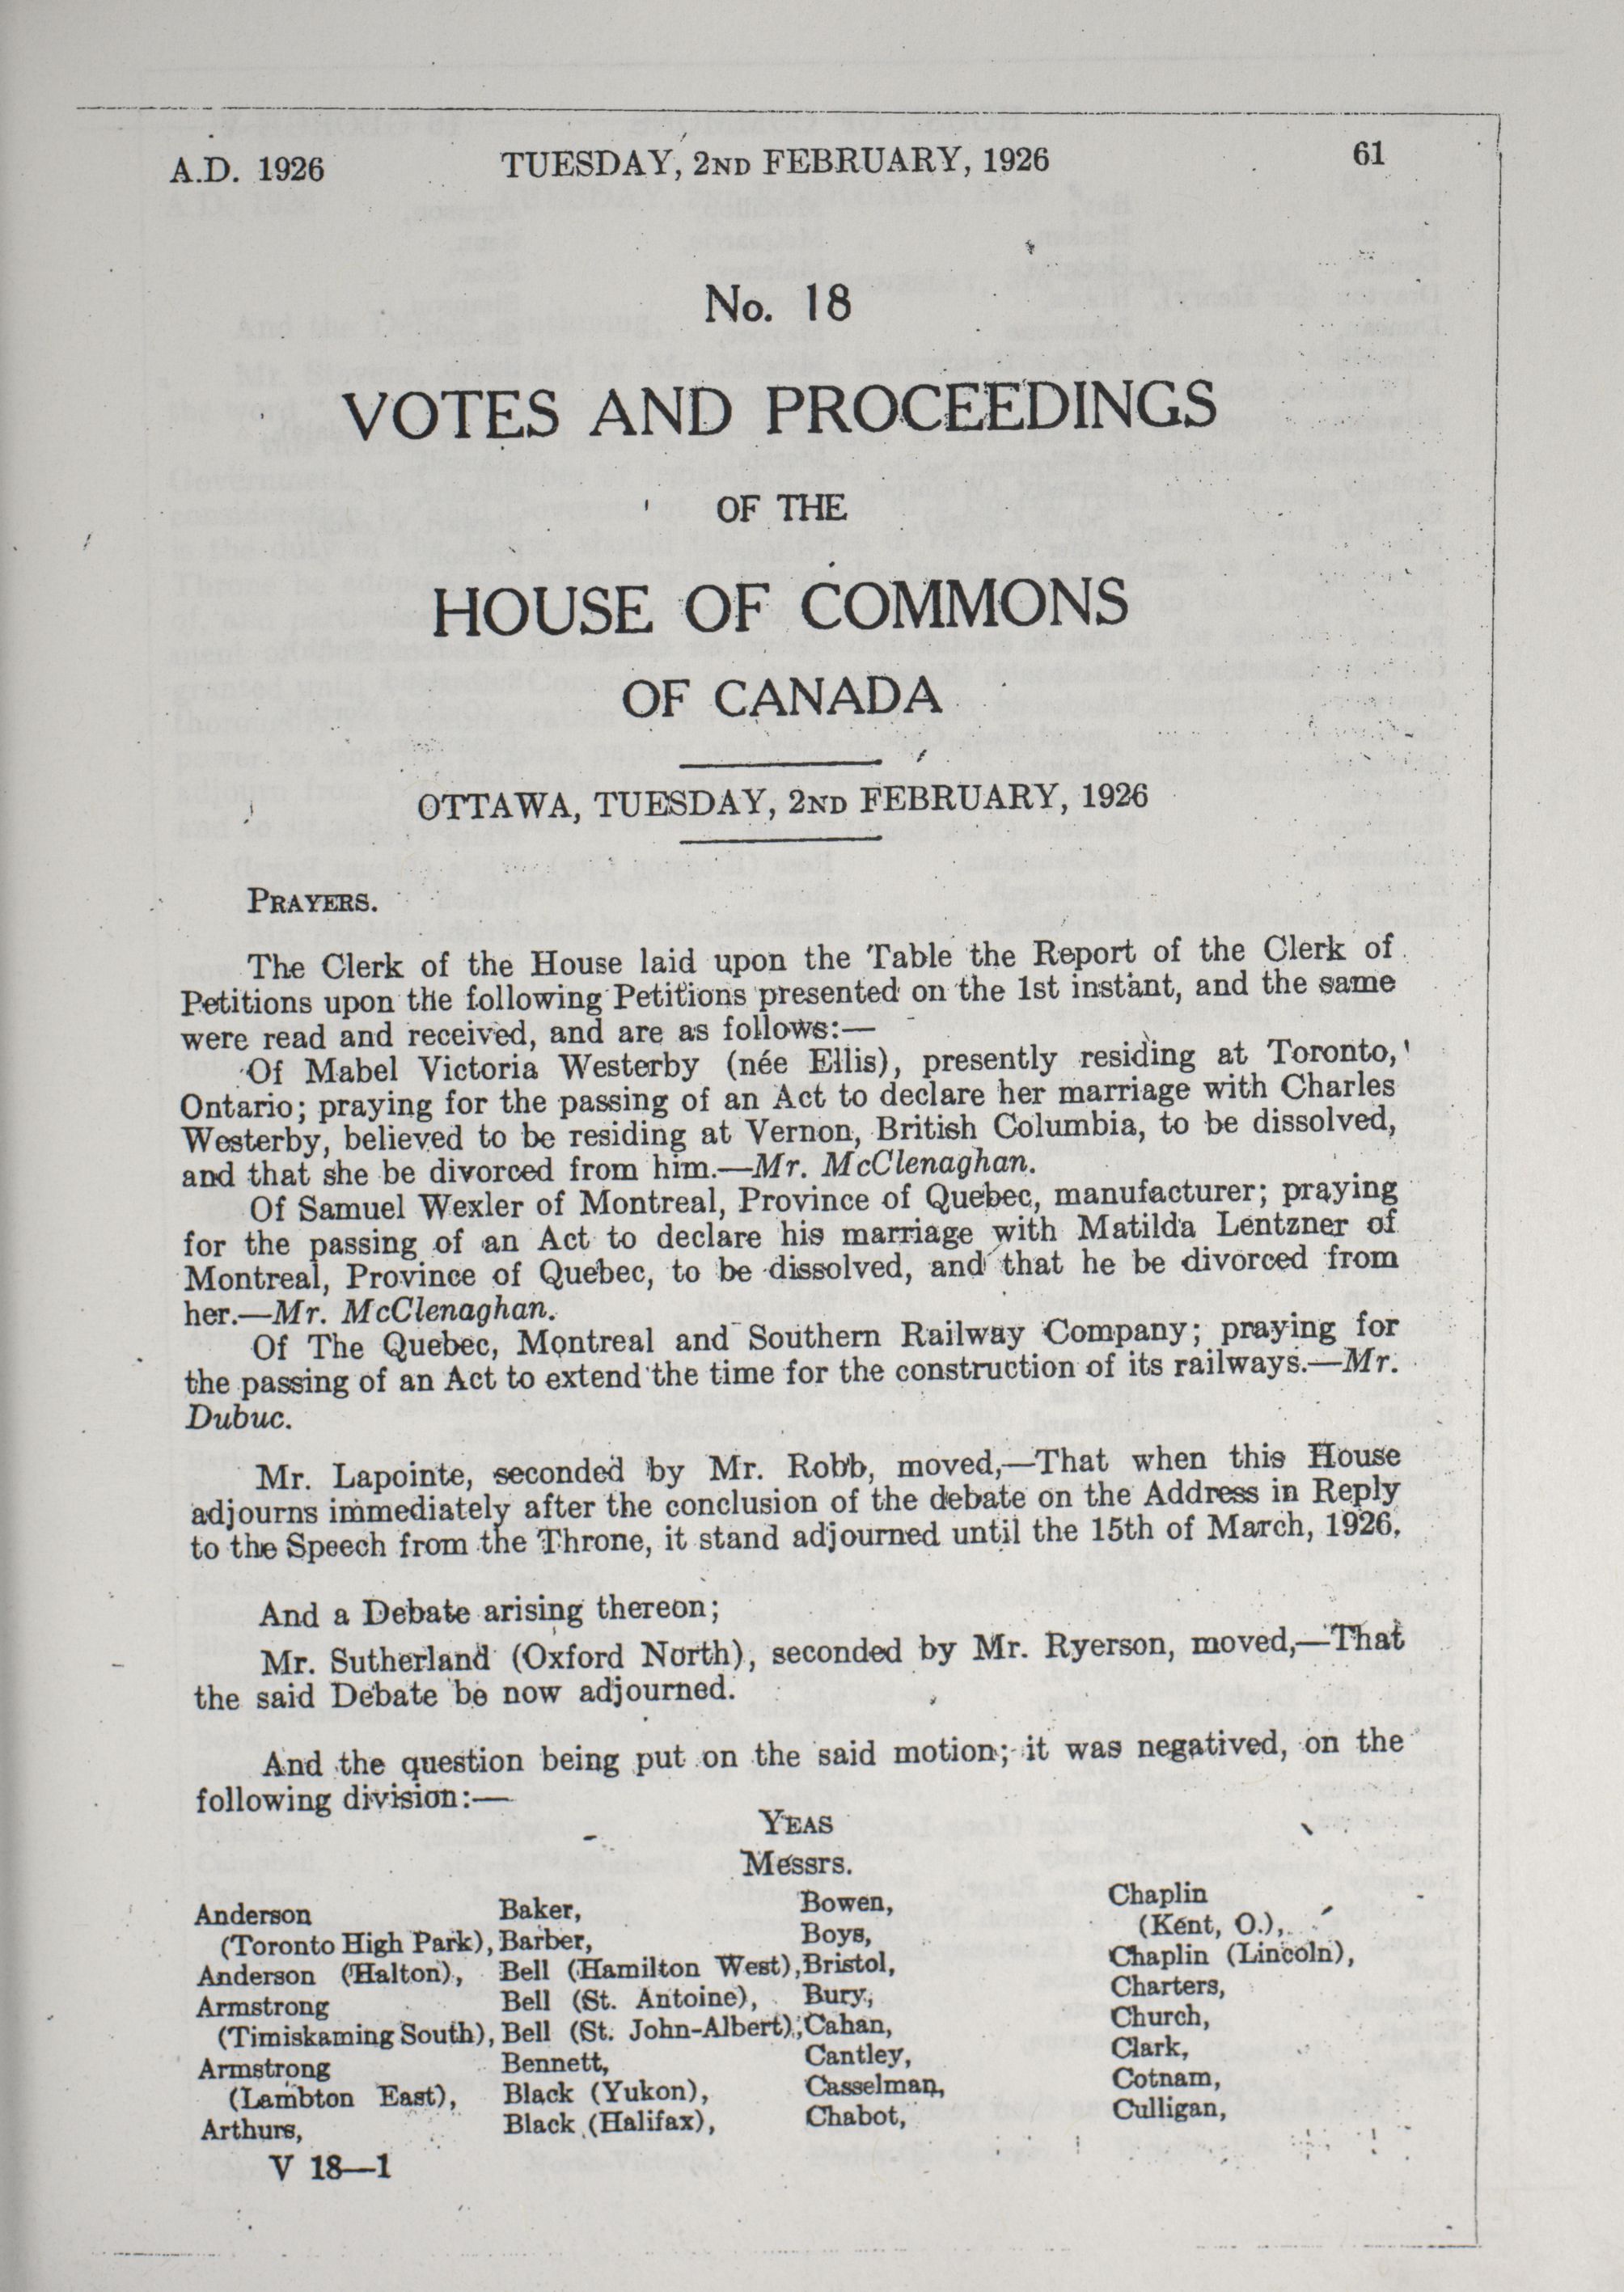 A.D. 1926 TUESDAY, 2ND FEBRUARY, 1926 61
No. 18
VOTES AND PROCEEDINGS
OF THE
HOUSE OF COMMONS
OF CANADA
OTTAWA, TUESDAY, 2ND FEBRUARY, 1926
PRAYERS.
The Clerk of the House laid upon the Table the Report of the Clerk of
Petitions upon the following Petitions presented on the 1st instant, and the same
were read and received, and are as follows:—
Of Mabel Victoria Westerby (née Ellis), presently residing at Toronto,
Ontario; praying for the passing of an Act to declare her marriage with Charles
Westerby, believed to be residing at Vernon, British Columbia, to be dissolved,
and that she be divorced from him.—Mr. McClenaghan.
Of Samuel Wexler of Montreal, Province of Quebec, manufacturer; praying
for the passing of an Act to declare his marriage with Matilda Lentzner of
Montreal, Province of Quebec, to be dissolved, and that he be divorced from
her.—Mr. McClenaghan.
Of The Quebec, Montreal and Southern Railway Company; praying for
the passing of an Act to extend the time for the construction of its railways.—Mr.
Dubuc.
Mr. Lapointe, seconded by Mr. Robb, moved,—That when this House
adjourns immediately after the conclusion of the debate on the Address in Reply
to the Speech from the Throne, it stand adjourned until the 15th of March, 1926.
And a Debate arising thereon;
Mr. Sutherland (Oxford North), seconded by Mr. Ryerson, moved,—That
the said Debate be now adjourned.
And the question being put on the said motion; it was negatived, on the
following division:—
YEAS
Messrs.
Anderson
(Toronto High Park),
Anderson (Halton),
Armstrong
(Timiskaming South),
Armstrong
(Lambton East),
Arthurs,
Baker,
Barber,
Bell (Hamilton West),
Bell (St. Antoine),
Bell (St. John-Albert),
Bennett,
Black (Yukon),
Black (Halifax),
Bowen,
Boys,
Bristol,
Bury,
Cahan,
Cantley,
Casselman,
Chabot,
Chaplin
(Kent, O.),
Chaplin (Lincoln),
Charters,
Church,
Clark,
Cotnam,
Culligan,
V 18—1